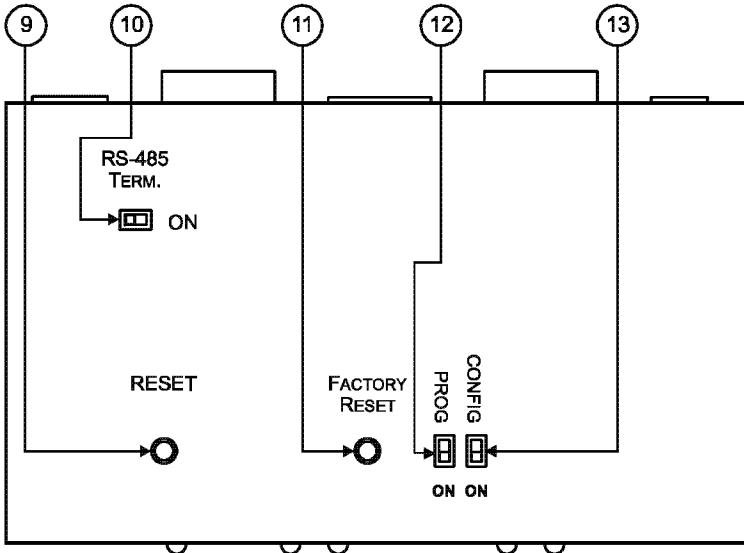 9 10 11 12 13
RS-485
TERM.
ON
RESET
FACTORY
RESET
PROG
CONFIG
ON ON